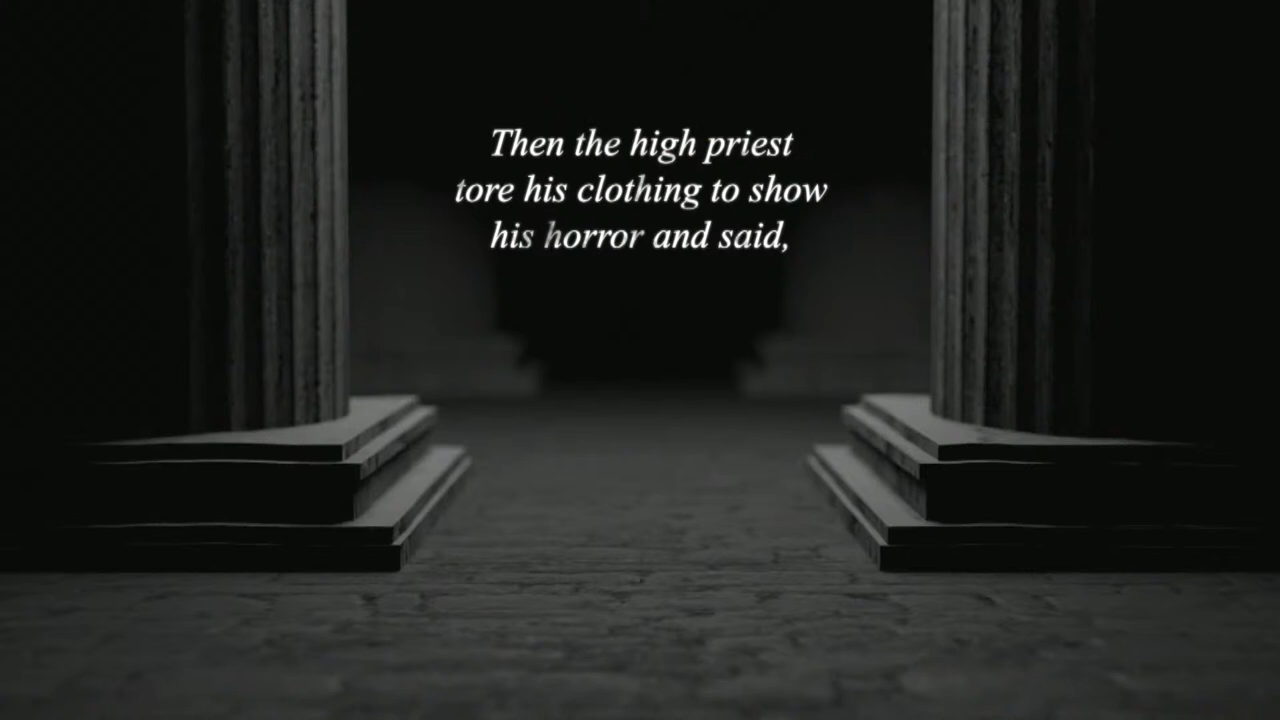 Then the high priest
tore his clothing to show
his horror and said,